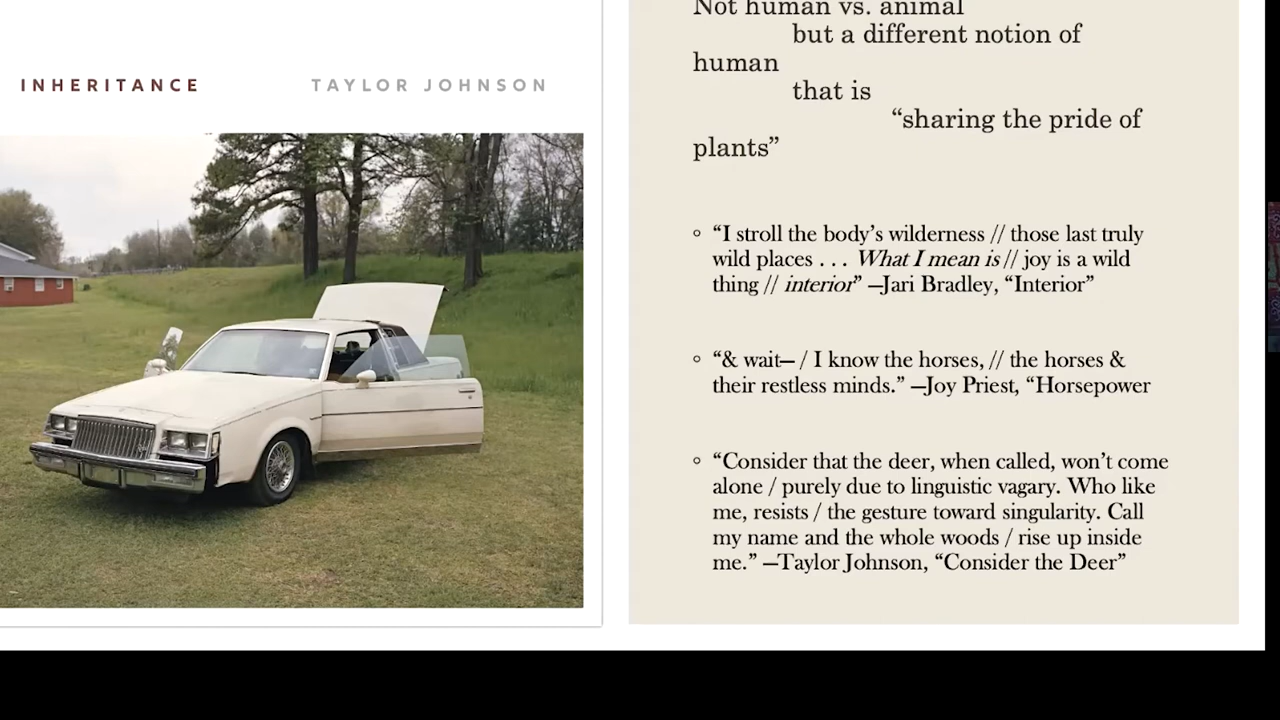 INHERITANCE
TAYLOR JOHNSON
Not human vs. animal
but a different notion of
human
that is
“sharing the pride of
plants”
“I stroll the body’s wilderness // those last truly
wild places . . . What I mean is // joy is a wild
thing // interior” —Jari Bradley, “Interior”
“& wait— / I know the horses, // the horses &
their restless minds.” —Joy Priest, “Horsepower
“Consider that the deer, when called, won’t come
alone / purely due to linguistic vagary. Who like
me, resists / the gesture toward singularity. Call
my name and the whole woods / rise up inside
me.” —Taylor Johnson, “Consider the Deer”